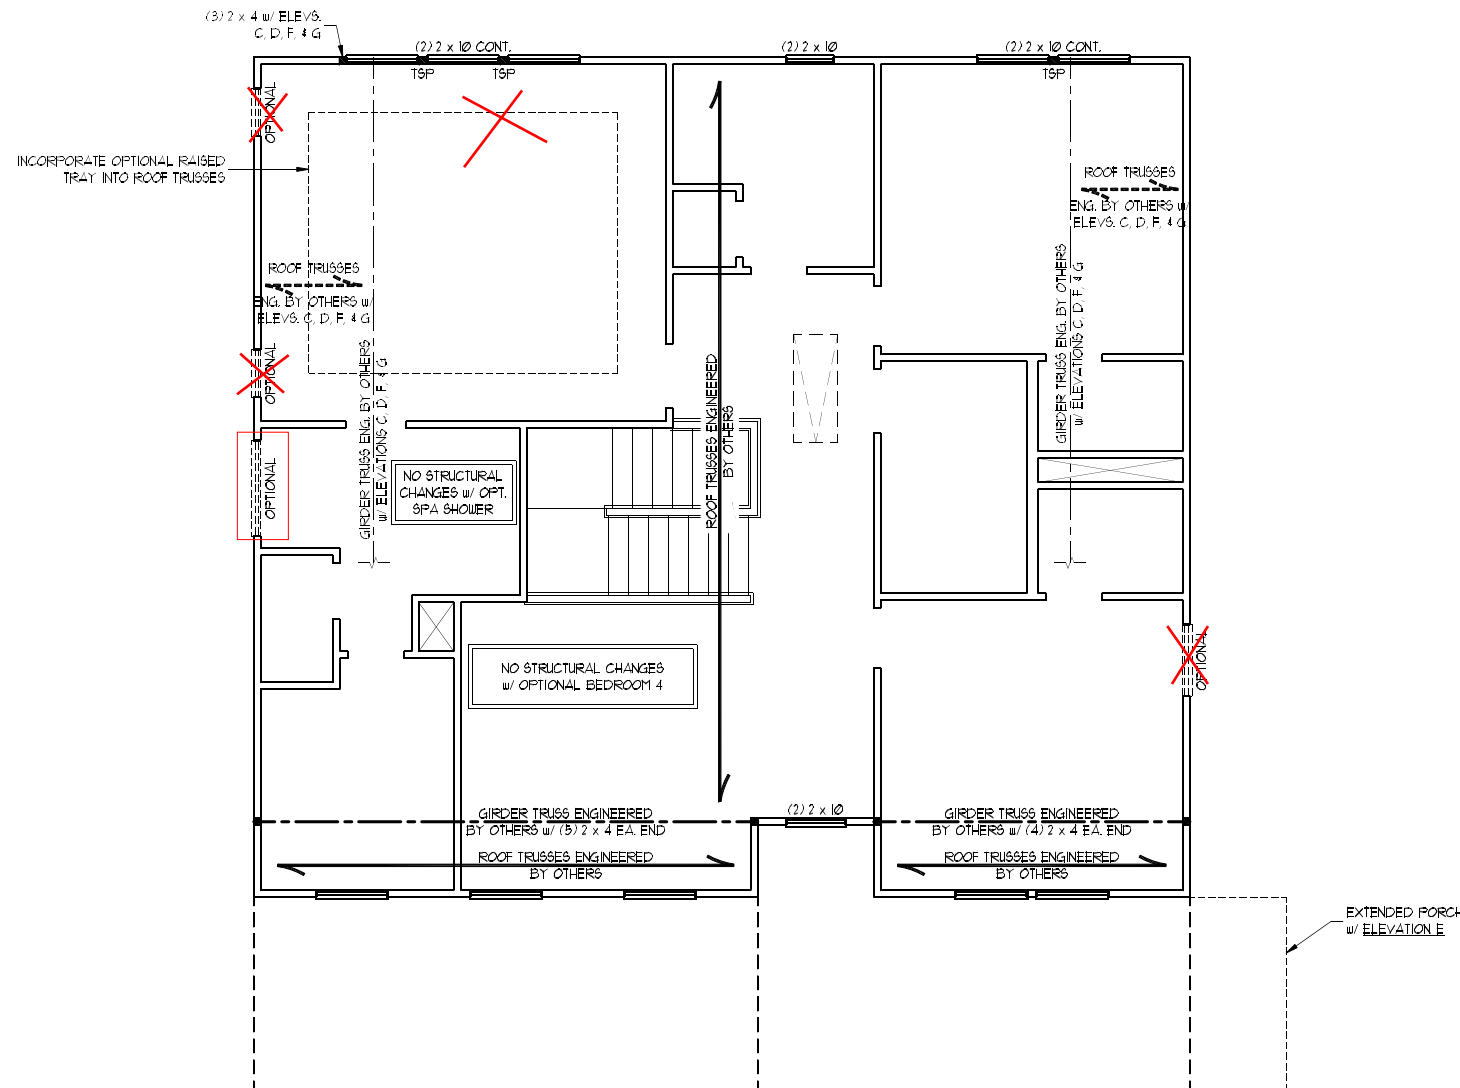 (3) 2 x 4 w/ ELEVS.
C, D, F, & G
(2) 2 x 10 CONT.
(2) 2 x 10
(2) 2 x 10 CONT.
TSP
TSP
TSP
OPTIONAL
INCORPORATE OPTIONAL RAISED
TRAY INTO ROOF TRUSSES
ROOF TRUSSES
ENG. BY OTHERS w/
ELEVS. C, D, F, & G
ROOF TRUSSES
ENG. BY OTHERS w/
ELEVS. C, D, F, & G
OPTIONAL
GIRDER TRUSS ENG. BY OTHERS
w/ ELEVATIONS C, D, F, & G
ROOF TRUSSES ENGINEERED
BY OTHERS
GIRDER TRUSS ENG. BY OTHERS
w/ ELEVATIONS C, D, F, & G
OPTIONAL
NO STRUCTURAL
CHANGES w/ OPT.
SPA SHOWER
NO STRUCTURAL CHANGES
w/ OPTIONAL BEDROOM 4
OPTIONAL
(2) 2 x 10
GIRDER TRUSS ENGINEERED
BY OTHERS w/ (5) 2 x 4 EA. END
GIRDER TRUSS ENGINEERED
BY OTHERS w/ (4) 2 x 4 EA. END
ROOF TRUSSES ENGINEERED
BY OTHERS
ROOF TRUSSES ENGINEERED
BY OTHERS
EXTENDED PORCH
w/ ELEVATION E